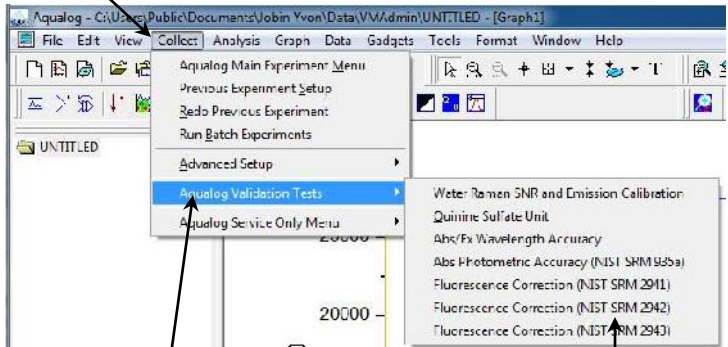 Aqualog - C:\Users\Public\Documents\Jobin Yvon\Data\VMAdmin\UNTITLED - [Graph1]
File Edit View Collect Analysis Graph Data Gadgets Tools Format Window Help
Aqualog Main Experiment Menu
Previous Experiment Setup
Redo Previous Experiment
Run Batch Experiments
UNTITLED
Advanced Setup
Aqualog Validation Tests
Water Raman SNR and Emission Calibration
Aqualog Service Only Menu
Quinine Sulfate Unit
Abs/Ex Wavelength Accuracy
Abs Photometric Accuracy (NIST SRM 935a)
Fluorescence Correction (NIST SRM 2941)
20000
Fluorescence Correction (NIST SRM 2942)
Fluorescence Correction (NIST SRM 2943)